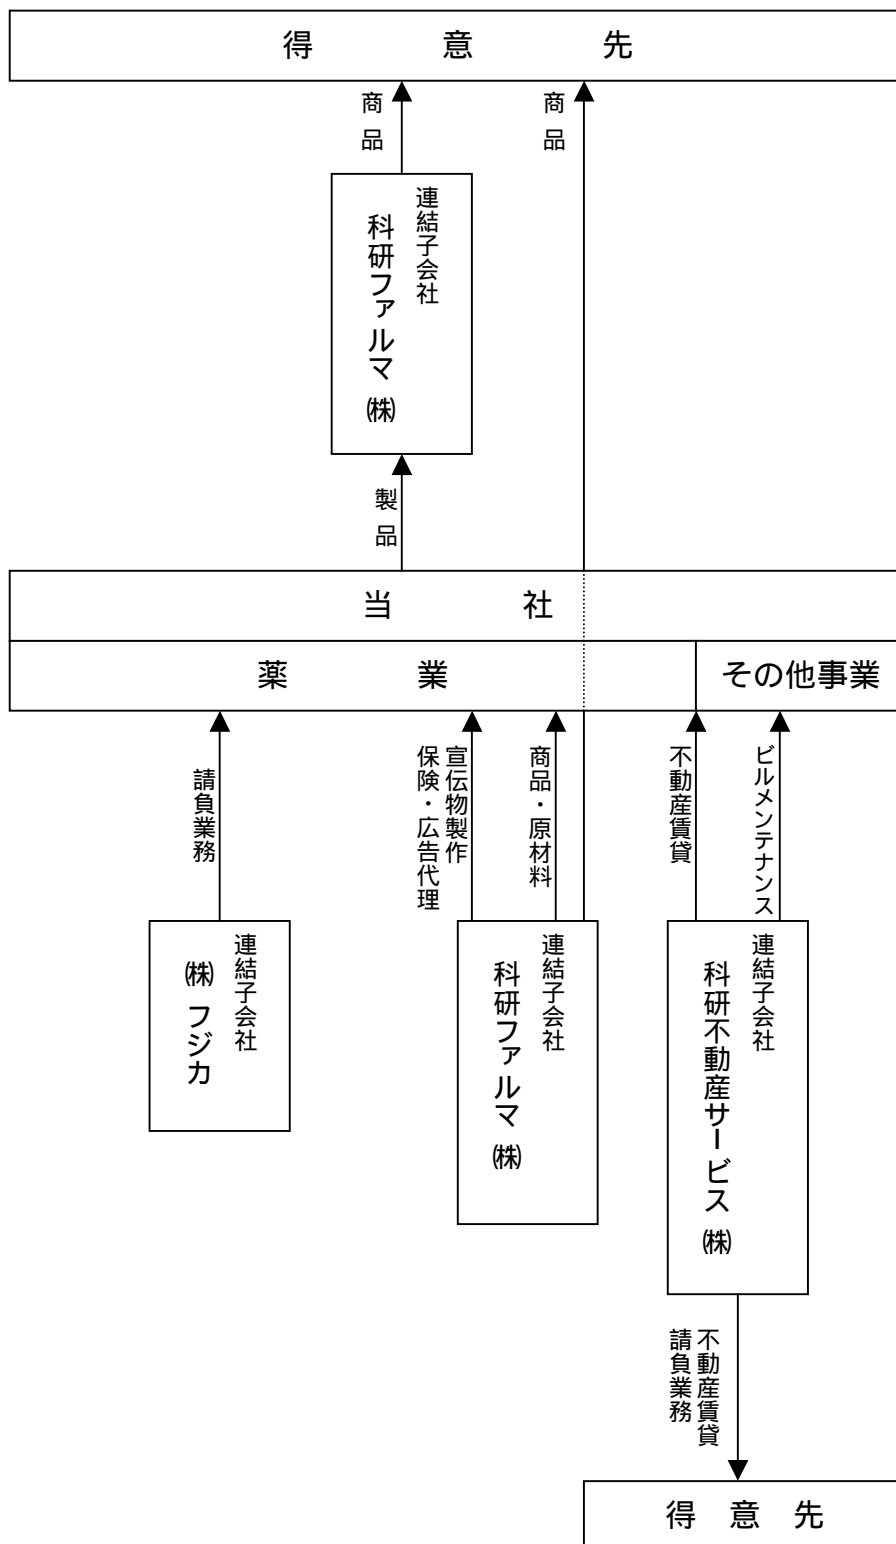 得意先
商品
商品
連結子会社
科研ファルマ㈱
製品
当社
薬業
その他事業
請負業務
宣伝物製作
保険・広告代理
商品・原材料
不動産賃貸
ビルメンテナンス
連結子会社
㈱フジカ
連結子会社
科研ファルマ㈱
連結子会社
科研不動産サービス㈱
不動産賃貸
請負業務
得意先